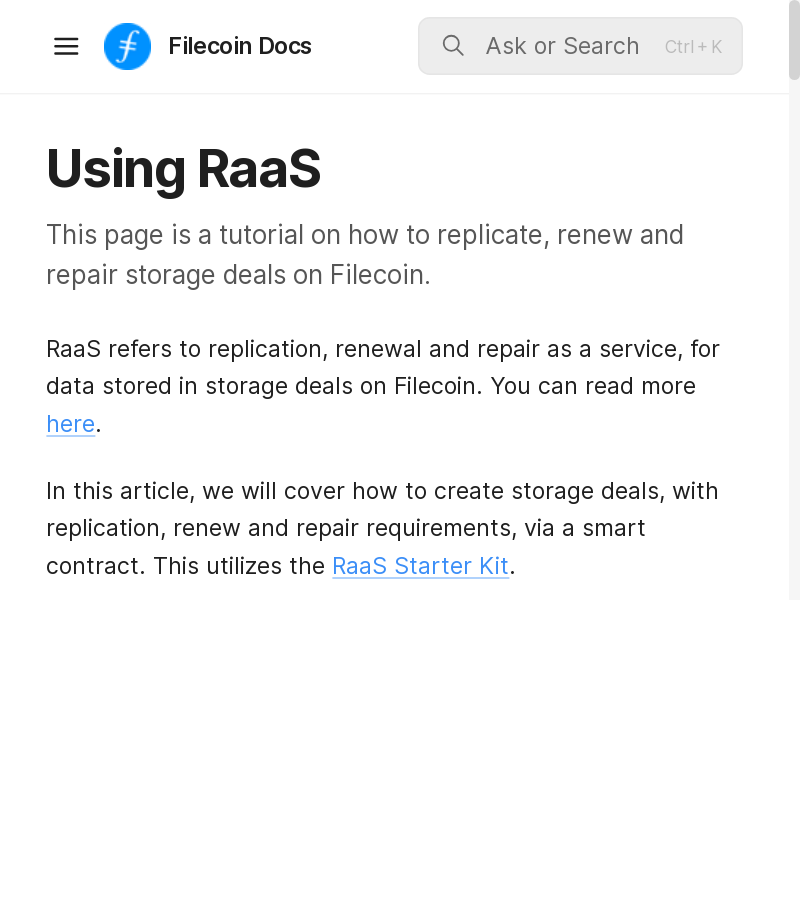 Filecoin Docs
Ask or Search
Ctrl + K
Using RaaS
This page is a tutorial on how to replicate, renew and
repair storage deals on Filecoin.
RaaS refers to replication, renewal and repair as a service, for
data stored in storage deals on Filecoin. You can read more
here.
In this article, we will cover how to create storage deals, with
replication, renew and repair requirements, via a smart
contract. This utilizes the RaaS Starter Kit.